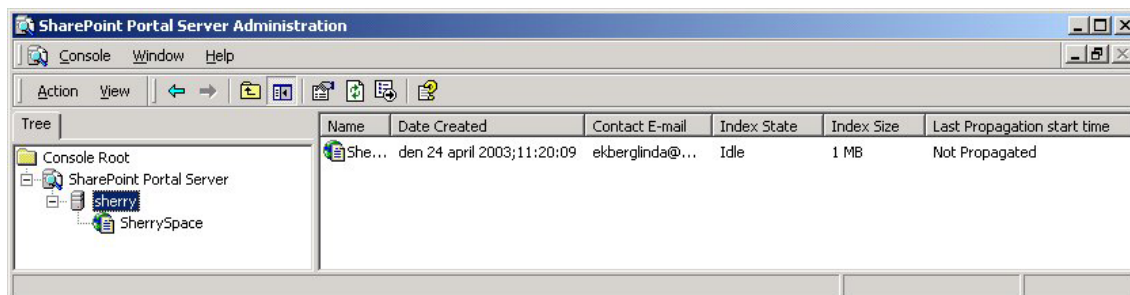 SharePoint Portal Server Administration
Console Window Help
Action View
Tree
Name Date Created Contact E-mail Index State Index Size Last Propagation start time
Console Root
SharePoint Portal Server
sherry
SherrySpace
She... den 24 april 2003;11:20:09 ekberglinda@... Idle 1 MB Not Propagated